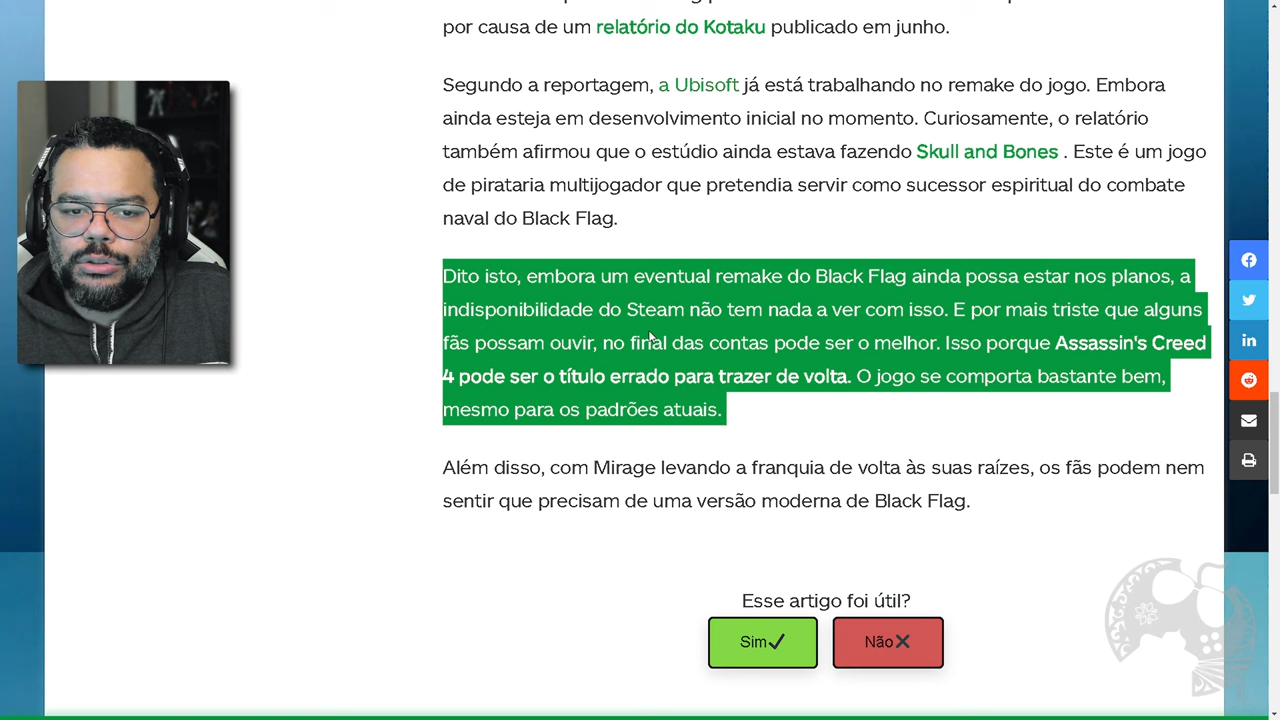 por causa de um relatório do Kotaku publicado em junho.
Segundo a reportagem, a Ubisoft já está trabalhando no remake do jogo. Embora
ainda esteja em desenvolvimento inicial no momento. Curiosamente, o relatório
também afirmou que o estúdio ainda estava fazendo Skull and Bones . Este é um jogo
de pirataria multijogador que pretendia servir como sucessor espiritual do combate
naval do Black Flag.
Dito isto, embora um eventual remake do Black Flag ainda possa estar nos planos, a
indisponibilidade do Steam não tem nada a ver com isso. E por mais triste que alguns
fãs possam ouvir, no final das contas pode ser o melhor. Isso porque Assassin's Creed
4 pode ser o título errado para trazer de volta. O jogo se comporta bastante bem,
mesmo para os padrões atuais.
Além disso, com Mirage levando a franquia de volta às suas raízes, os fãs podem nem
sentir que precisam de uma versão moderna de Black Flag.
Esse artigo foi útil?
Sim
Não